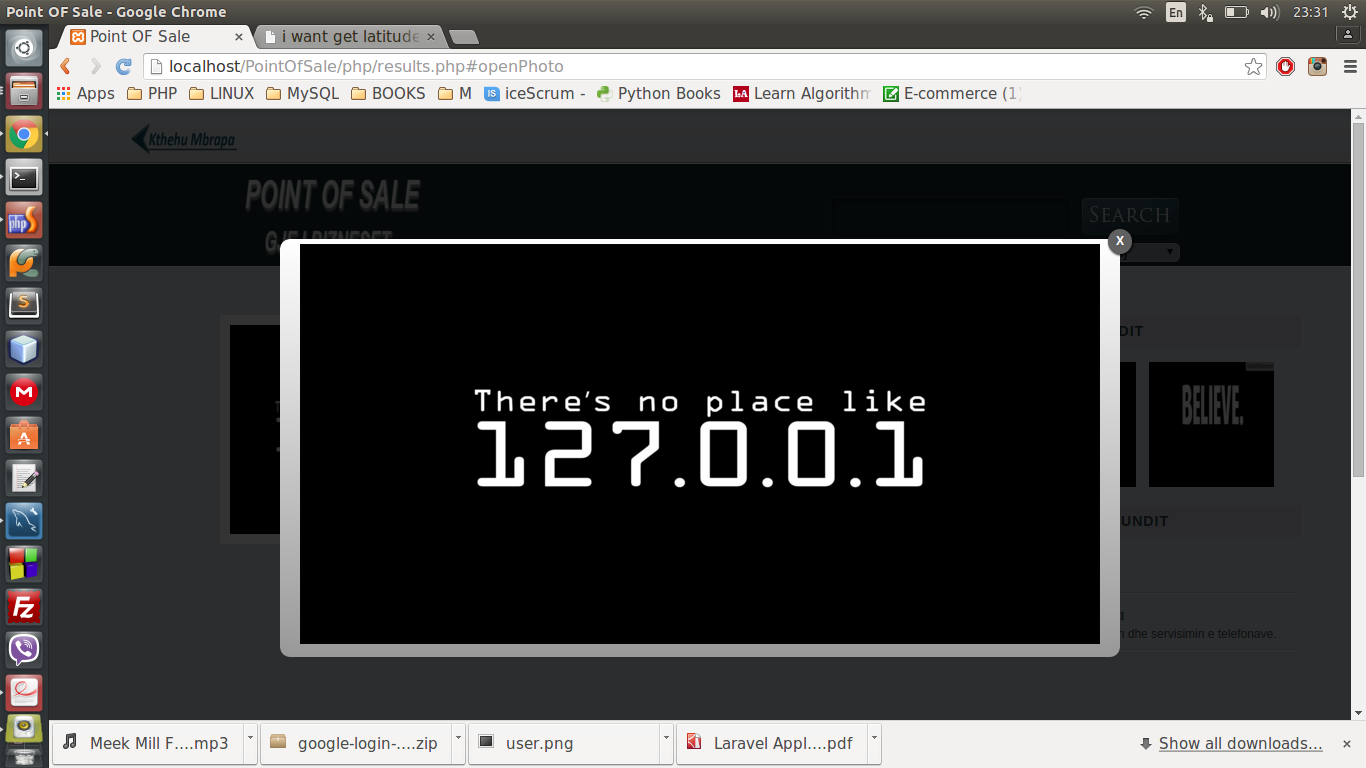 Point OF Sale - Google Chrome
En
23:31
Point OF Sale
i want get latitude
localhost/PointOfSale/php/results.php#openPhoto
Apps
PHP
LINUX
MySQL
BOOKS
M
iceScrum -
Python Books
Learn Algorithm
E-commerce (1)
Kthehu Mbrapa
POINT OF SALE
SEARCH
GJEJ BIZNESET
X
There's no place like
127.0.0.1
DIT
BELIEVE.
UNDIT
dhe servisimin e telefonave,
Meek Mill F....mp3
google-login-....zip
user.png
Laravel Appl....pdf
Show all downloads...